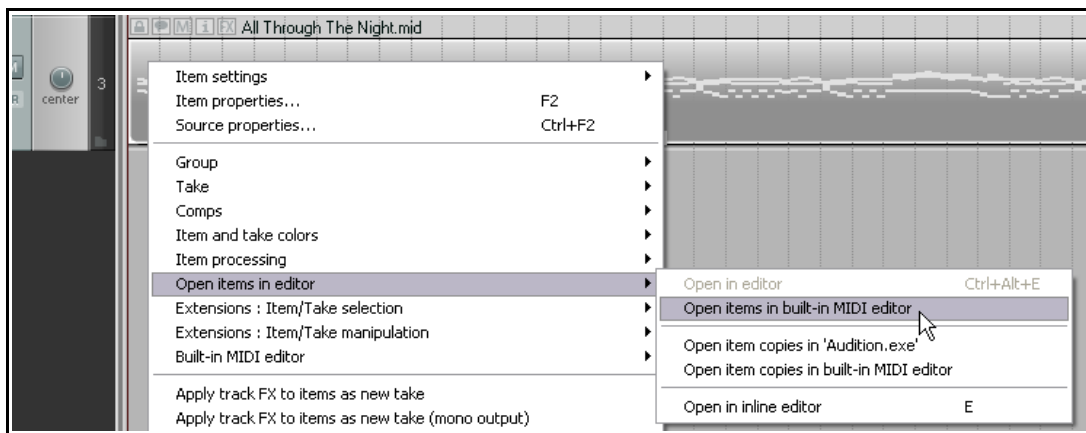 All Through The Night.mid
M
R
center
3
Item settings
Item properties... F2
Source properties... Ctrl+F2
Group
Take
Comps
Item and take colors
Item processing
Open items in editor
Extensions : Item/Take selection
Extensions : Item/Take manipulation
Built-in MIDI editor
Apply track FX to items as new take
Apply track FX to items as new take (mono output)
Open in editor Ctrl+Alt+E
Open items in built-in MIDI editor
Open item copies in 'Audition.exe'
Open item copies in built-in MIDI editor
Open in inline editor E